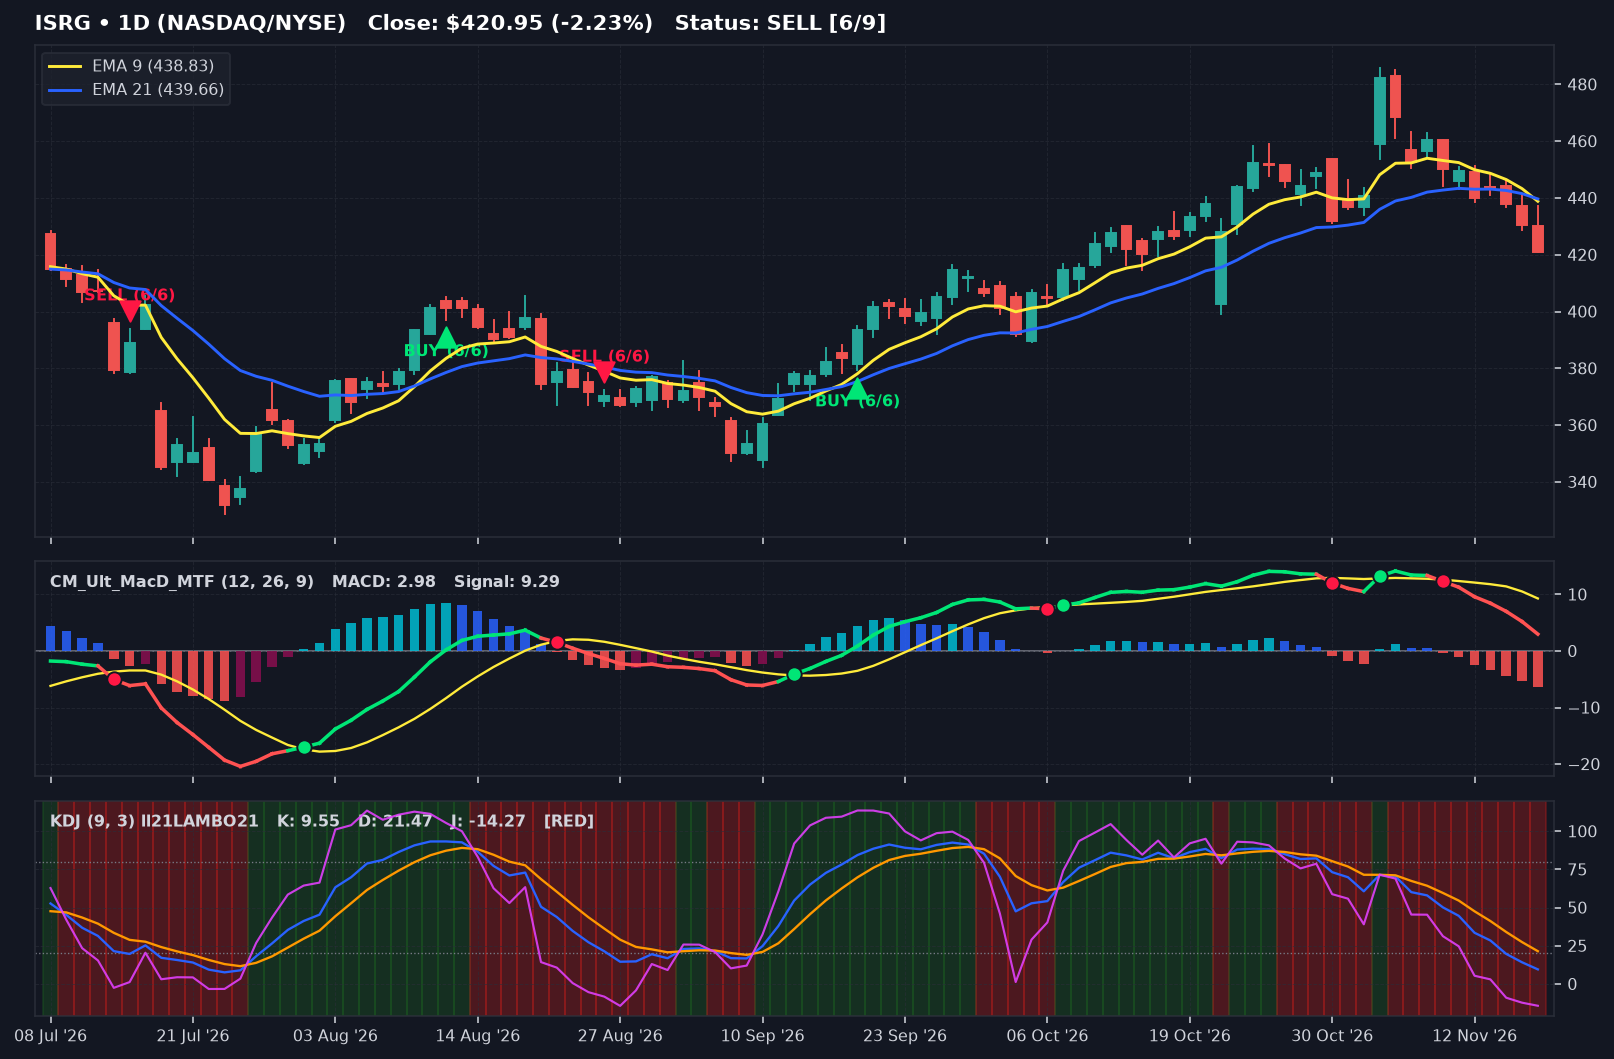 ISRG • 1D (NASDAQ/NYSE)   Close: $420.95 (-2.23%)   Status: SELL [6/9]
EMA 9 (438.83)
EMA 21 (439.66)
SELL (6/6)
BUY (6/6)
SELL (6/6)
BUY (6/6)
480
460
440
420
400
380
360
340
CM_Ult_MacD_MTF (12, 26, 9)   MACD: 2.98   Signal: 9.29
10
0
−10
−20
KDJ (9, 3) II21LAMBO21   K: 9.55   D: 21.47   J: -14.27   [RED]
100
75
50
25
0
08 Jul '26   21 Jul '26   03 Aug '26   14 Aug '26   27 Aug '26   10 Sep '26   23 Sep '26   06 Oct '26   19 Oct '26   30 Oct '26   12 Nov '26